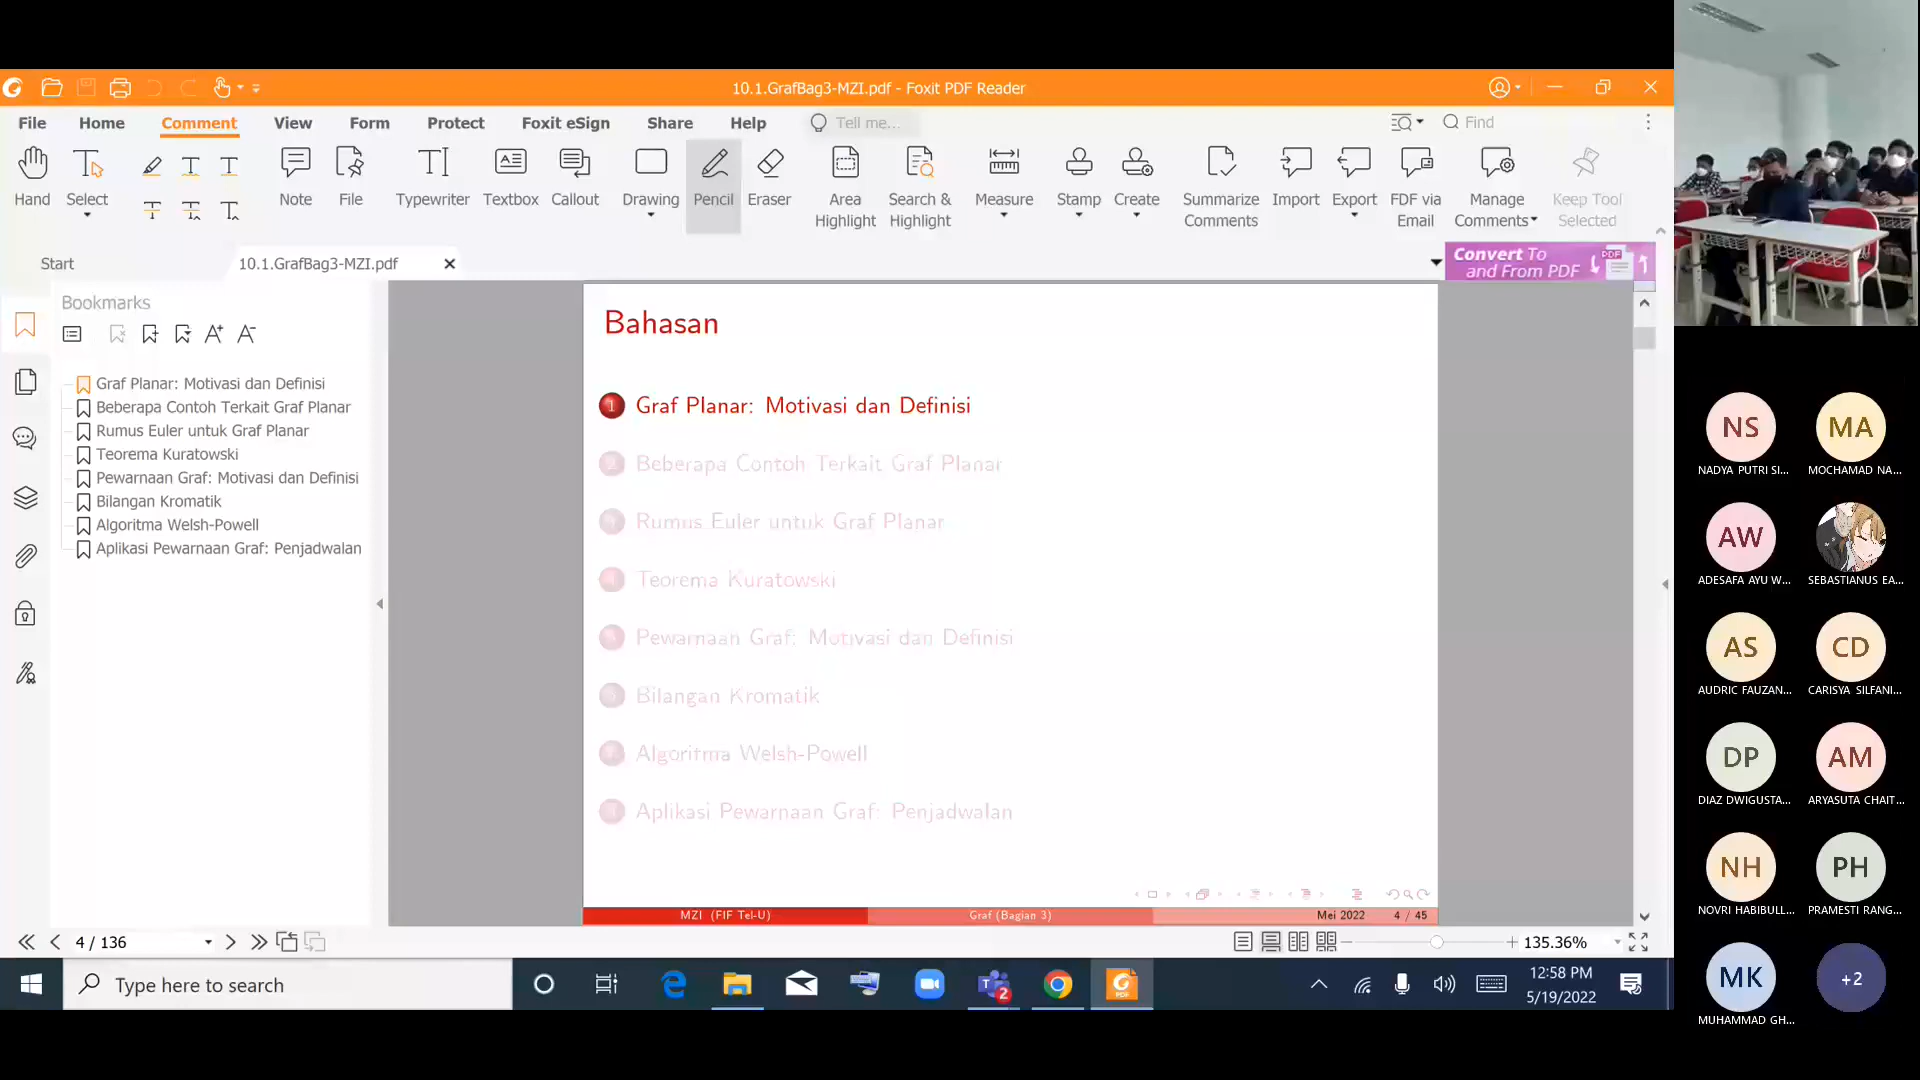 10.1.GrafBag3-MZI.pdf - Foxit PDF Reader
File Home Comment View Form Protect Foxit eSign Share Help Tell me... Find
Hand Select Note File Typewriter Textbox Callout Drawing Pencil Eraser Area Highlight Search & Highlight Measure Stamp Create Summarize Comments Import Export FDF via Email Manage Comments Keep Tool Selected
Start 10.1.GrafBag3-MZI.pdf
Convert To
and From PDF
PDF
Bookmarks
Graf Planar: Motivasi dan Definisi
Beberapa Contoh Terkait Graf Planar
Rumus Euler untuk Graf Planar
Teorema Kuratowski
Pewarnaan Graf: Motivasi dan Definisi
Bilangan Kromatik
Algoritma Welsh-Powell
Aplikasi Pewarnaan Graf: Penjadwalan
Bahasan
1 Graf Planar: Motivasi dan Definisi
2 Beberapa Contoh Terkait Graf Planar
Rumus Euler untuk Graf Planar
Teorema Kuratowski
Pewarnaan Graf: Motivasi dan Definisi
Bilangan Kromatik
Algoritma Welsh-Powell
Aplikasi Pewarnaan Graf: Penjadwalan
MZI (FIF Tel-U) Graf (Bagian 3) Mei 2022 4 / 45
4 / 136 135.36%
Type here to search
2
12:58 PM
5/19/2022
NS MA
NADYA PUTRI SI... MOCHAMAD NA...
AW
ADESAFA AYU W... SEBASTIANUS EA...
AS CD
AUDRIC FAUZAN... CARISYA SILFANI...
DP AM
DIAZ DWIGUSTA... ARYASUTA CHAIT...
NH PH
NOVRI HABIBULL... PRAMESTI RANG...
MK +2
MUHAMMAD GH...